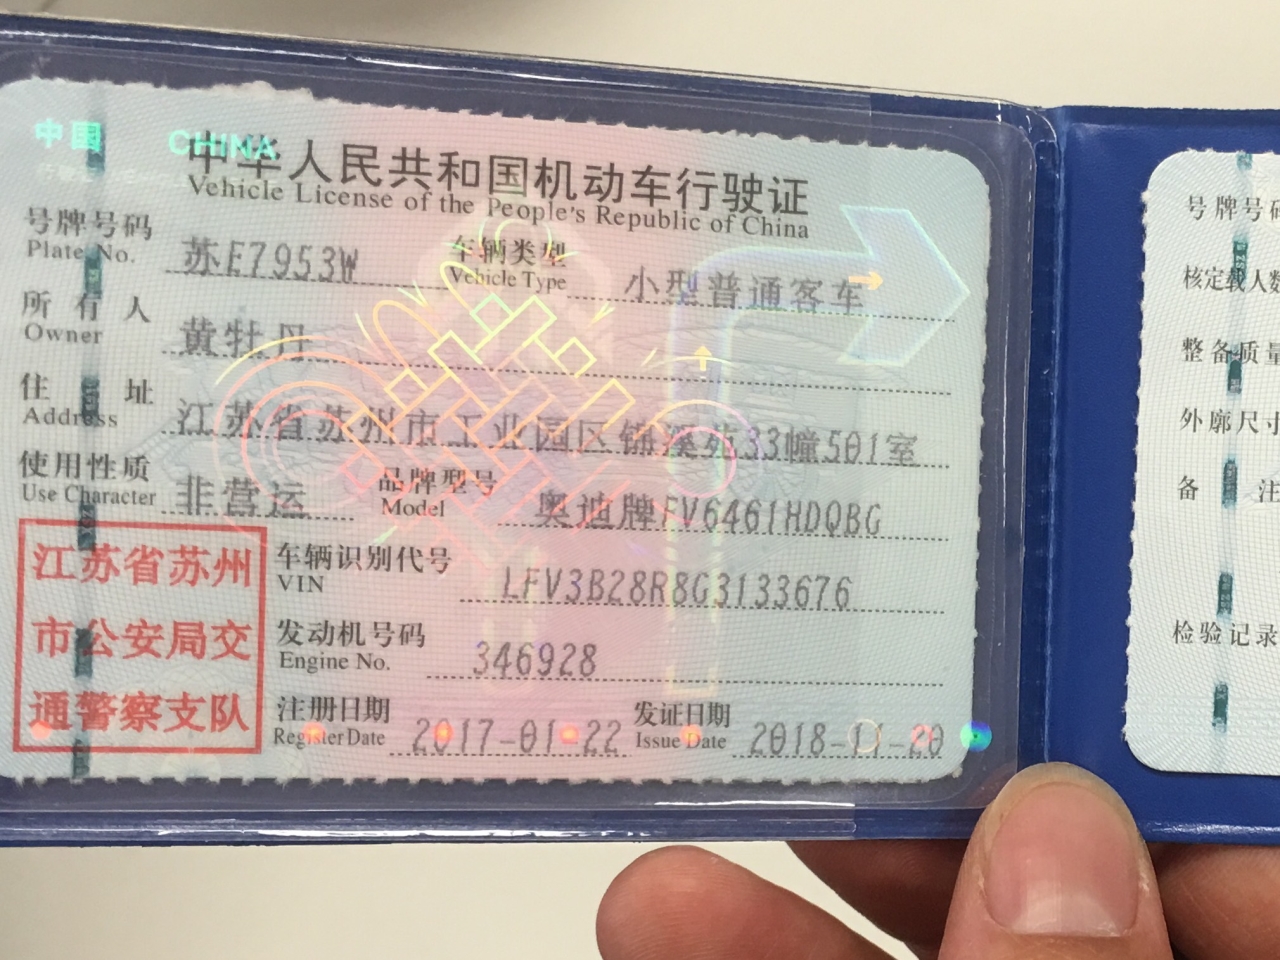 中国 CHINA
中华人民共和国机动车行驶证
Vehicle License of the People's Republic of China
号牌号码 苏E7953W 车辆类型 小型普通客车
Plate No. Vehicle Type
所有人 黄牡丹
Owner
住址 江苏省苏州市工业园区锦溪苑33幢501室
Address
使用性质 非营运 品牌型号 奥迪牌FV6461HDQBG
Use Character Model
江苏省苏州
市公安局交
通警察支队
车辆识别代号 LFV3B28R8G3133676
VIN
发动机号码 346928
Engine No.
注册日期 2017-01-22 发证日期 2018-11-20
Register Date Issue Date
号牌号码
核定载人数
整备质量
外廓尺寸
备注
检验记录